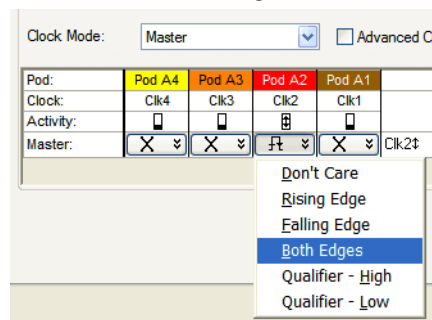 Clock Mode: Master Advanced C
Pod: Pod A4 Pod A3 Pod A2 Pod A1
Clock: Clk4 Clk3 Clk2 Clk1
Activity:
Master: X X X Clk2↕
Don't Care
Rising Edge
Falling Edge
Both Edges
Qualifier - High
Qualifier - Low